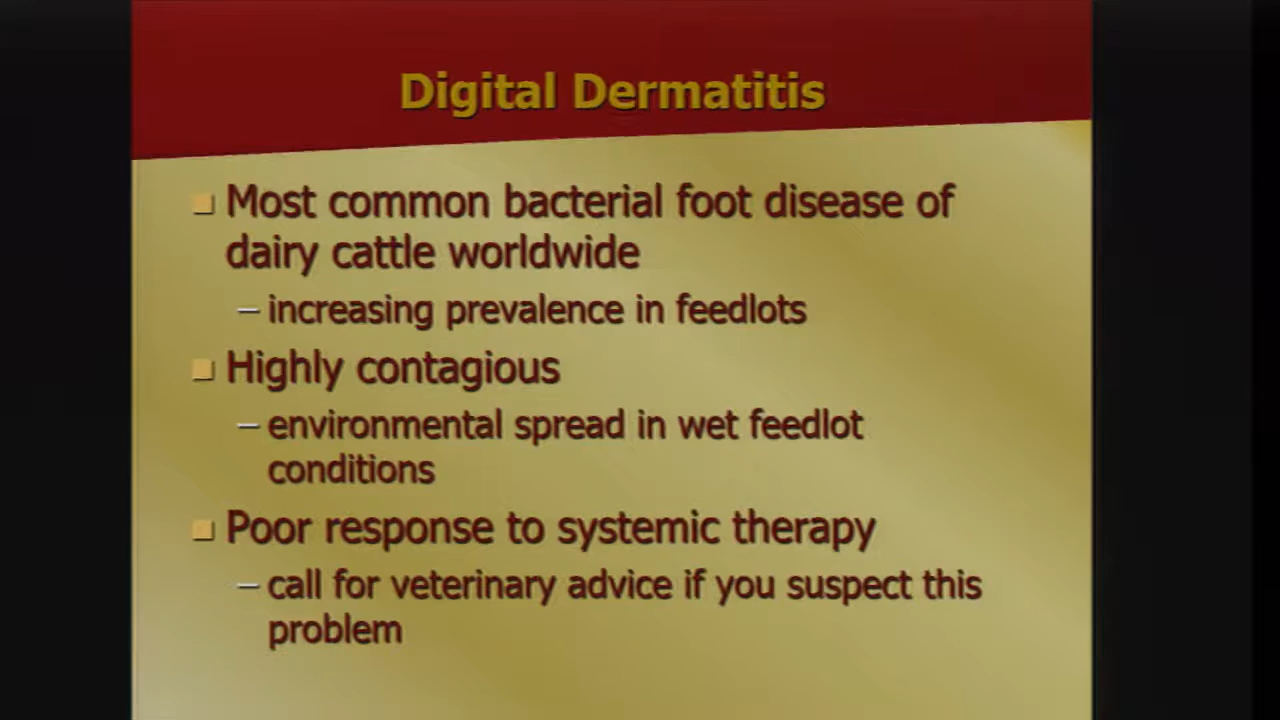 Digital Dermatitis
Most common bacterial foot disease of
dairy cattle worldwide
– increasing prevalence in feedlots
Highly contagious
– environmental spread in wet feedlot
conditions
Poor response to systemic therapy
– call for veterinary advice if you suspect this
problem